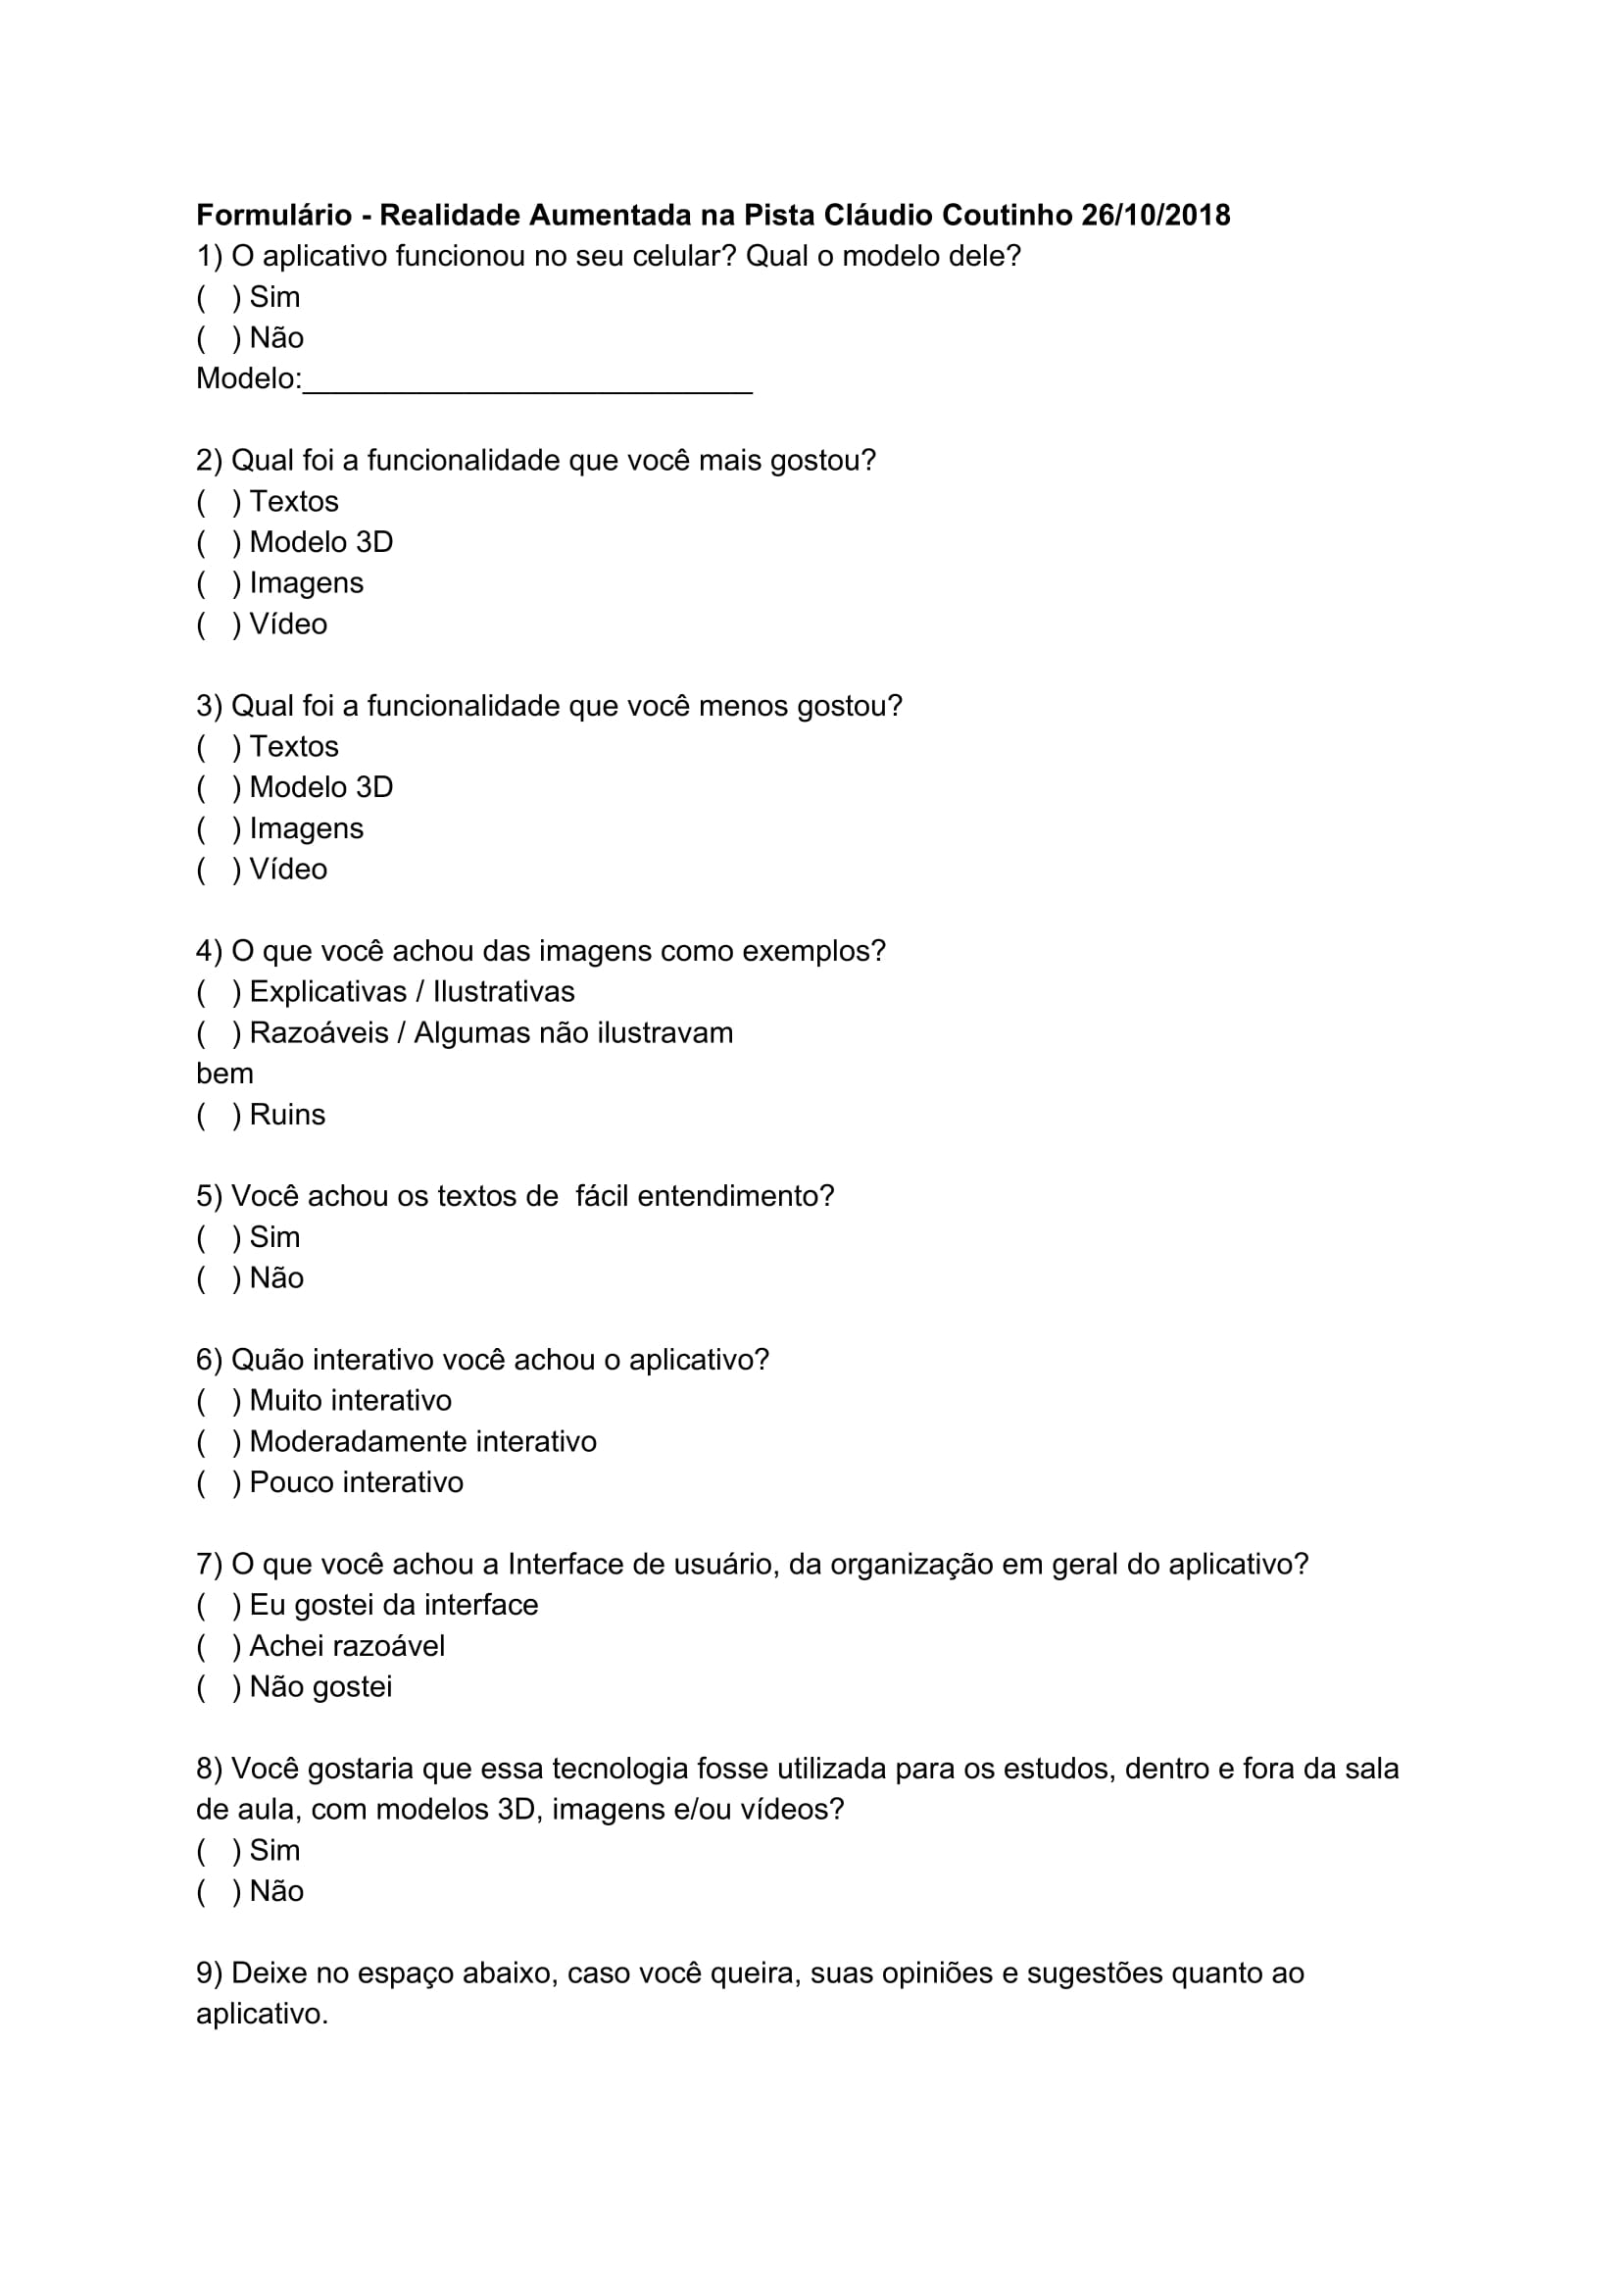 Formulário - Realidade Aumentada na Pista Cláudio Coutinho 26/10/2018
1) O aplicativo funcionou no seu celular? Qual o modelo dele?
(   ) Sim
(   ) Não
Modelo:___________________________
2) Qual foi a funcionalidade que você mais gostou?
(   ) Textos
(   ) Modelo 3D
(   ) Imagens
(   ) Vídeo
3) Qual foi a funcionalidade que você menos gostou?
(   ) Textos
(   ) Modelo 3D
(   ) Imagens
(   ) Vídeo
4) O que você achou das imagens como exemplos?
(   ) Explicativas / Ilustrativas
(   ) Razoáveis / Algumas não ilustravam
bem
(   ) Ruins
5) Você achou os textos de  fácil entendimento?
(   ) Sim
(   ) Não
6) Quão interativo você achou o aplicativo?
(   ) Muito interativo
(   ) Moderadamente interativo
(   ) Pouco interativo
7) O que você achou a Interface de usuário, da organização em geral do aplicativo?
(   ) Eu gostei da interface
(   ) Achei razoável
(   ) Não gostei
8) Você gostaria que essa tecnologia fosse utilizada para os estudos, dentro e fora da sala
de aula, com modelos 3D, imagens e/ou vídeos?
(   ) Sim
(   ) Não
9) Deixe no espaço abaixo, caso você queira, suas opiniões e sugestões quanto ao
aplicativo.